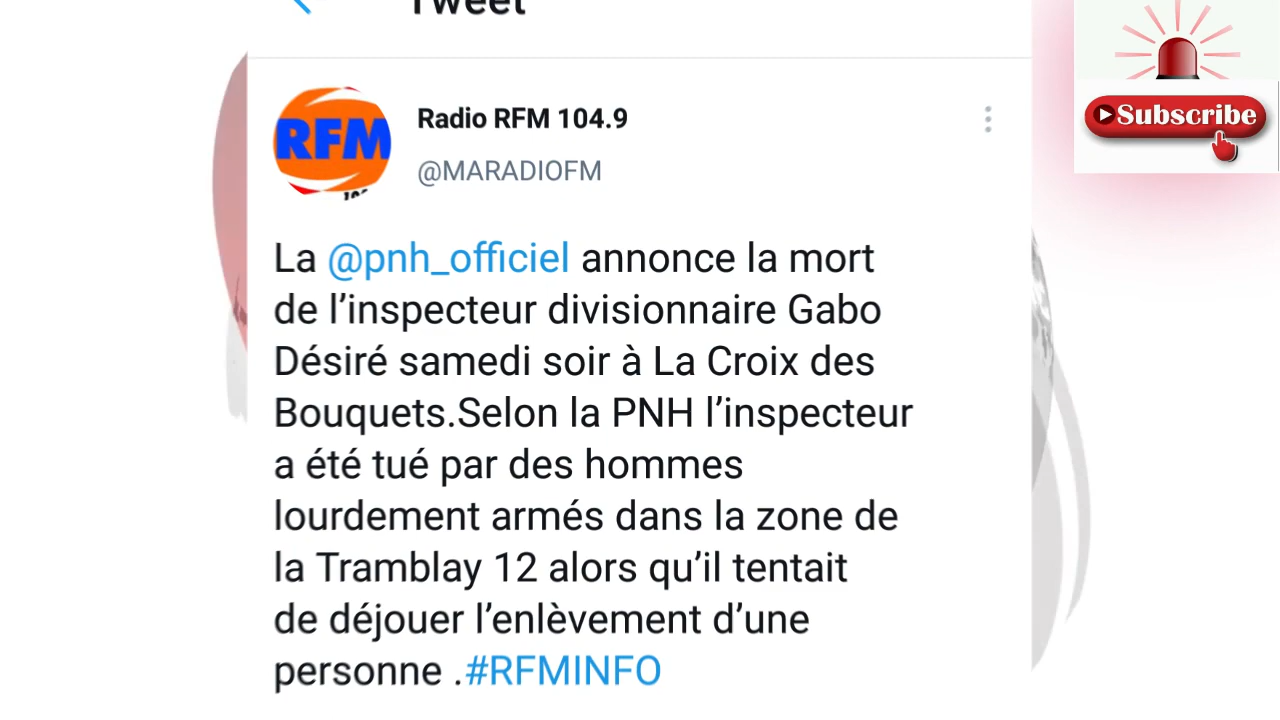 Tweet
RFM
Radio RFM 104.9
@MARADIOFM
Subscribe
La @pnh_officiel annonce la mort
de l’inspecteur divisionnaire Gabo
Désiré samedi soir à La Croix des
Bouquets.Selon la PNH l’inspecteur
a été tué par des hommes
lourdement armés dans la zone de
la Tramblay 12 alors qu’il tentait
de déjouer l’enlèvement d’une
personne .#RFMINFO